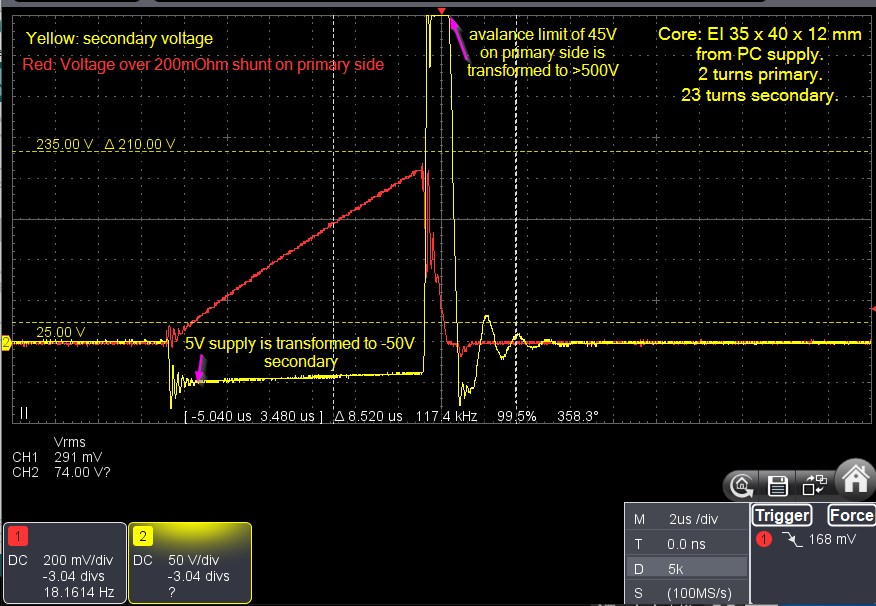 Yellow: secondary voltage
Red: Voltage over 200mOhm shunt on primary side
avalance limit of 45V
on primary side is
transformed to >500V
Core: EI 35 x 40 x 12 mm
from PC supply.
2 turns primary.
23 turns secondary.
235.00 V Δ 210.00 V
25.00 V
2
5V supply is transformed to -50V
secondary
II
[ -5.040 us 3.480 us ] Δ 8.520 us 117.4 kHz 99.5% 358.3°
Vrms
CH1 291 mV
CH2 74.00 V?
1
DC 200 mV/div
-3.04 divs
18.1614 Hz
2
DC 50 V/div
-3.04 divs
?
M 2us /div
T 0.0 ns
D 5k
S (100MS/s)
Trigger Force
1 168 mV